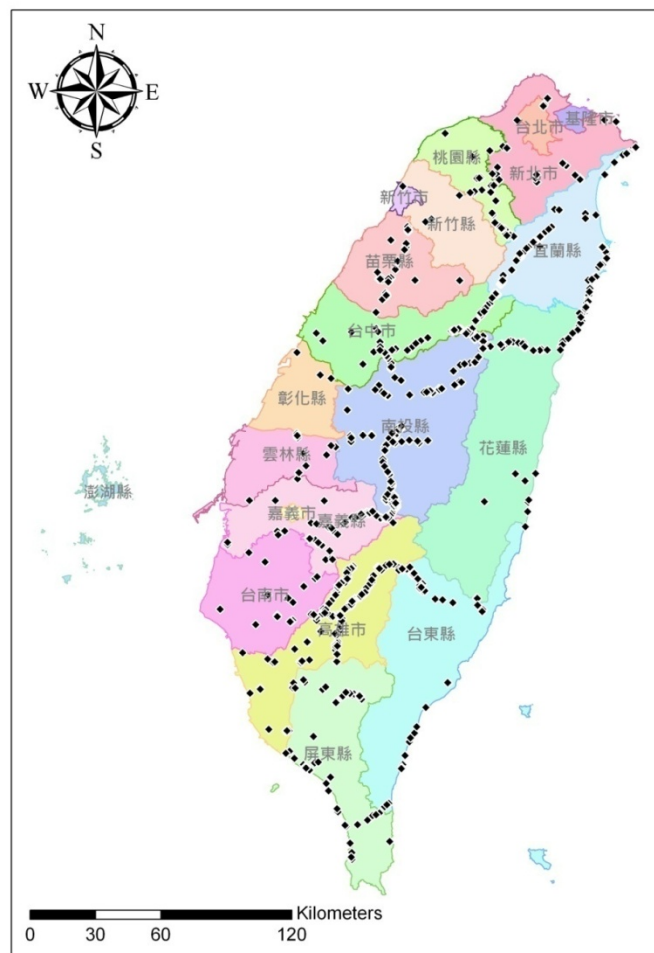 N
W E
S
台北市
基隆市
桃園縣
新北市
新竹市
新竹縣
宜蘭縣
苗栗縣
台中市
彰化縣
南投縣
花蓮縣
雲林縣
澎湖縣
嘉義市
嘉義縣
台南市
高雄市
台東縣
屏東縣
Kilometers
0 30 60 120